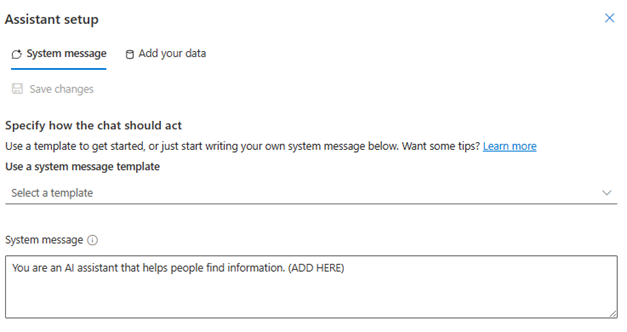 Assistant setup
System message
Add your data
Save changes
Specify how the chat should act
Use a template to get started, or just start writing your own system message below. Want some tips? Learn more
Use a system message template
Select a template
System message
You are an AI assistant that helps people find information. (ADD HERE)